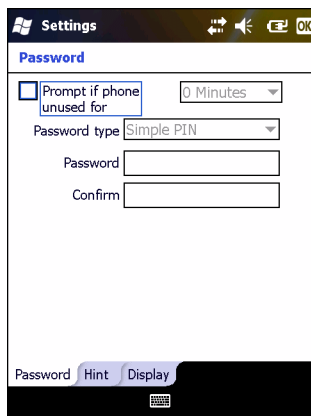 Settings
OK
Password
Prompt if phone
unused for
0 Minutes
Password type
Simple PIN
Password
Confirm
Password
Hint
Display